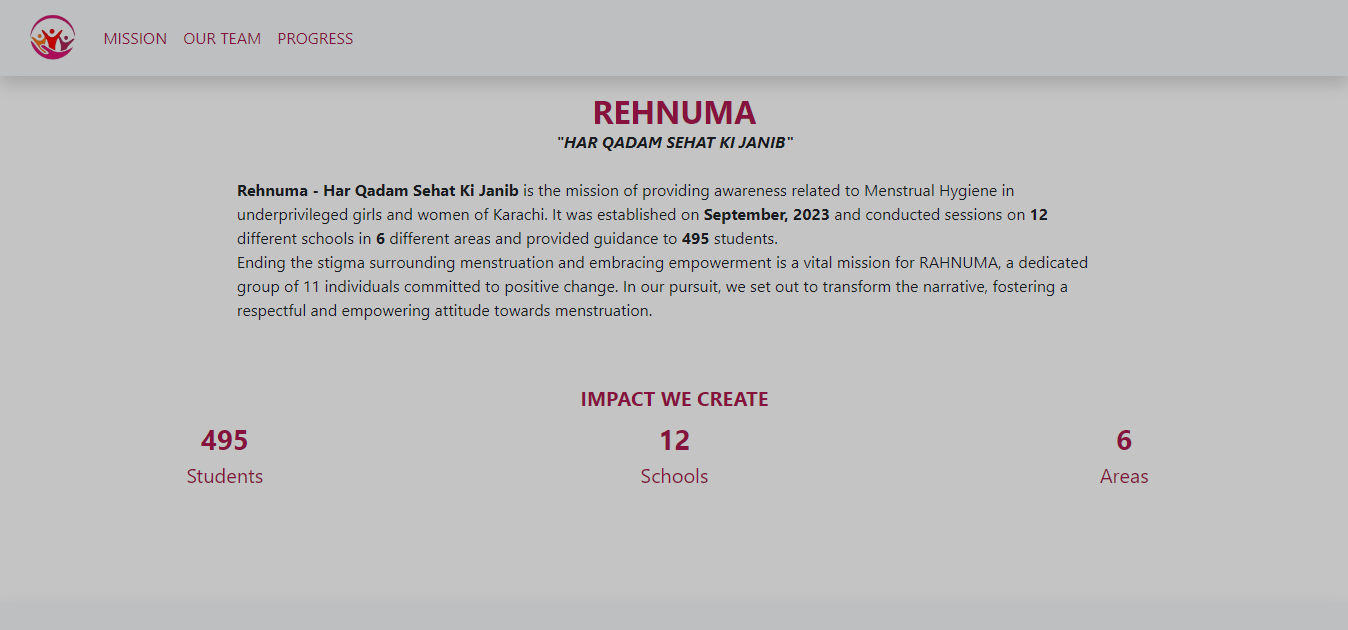 MISSION OUR TEAM PROGRESS
REHNUMA
"HAR QADAM SEHAT KI JANIB"
Rehnuma - Har Qadam Sehat Ki Janib is the mission of providing awareness related to Menstrual Hygiene in
underprivileged girls and women of Karachi. It was established on September, 2023 and conducted sessions on 12
different schools in 6 different areas and provided guidance to 495 students.
Ending the stigma surrounding menstruation and embracing empowerment is a vital mission for RAHNUMA, a dedicated
group of 11 individuals committed to positive change. In our pursuit, we set out to transform the narrative, fostering a
respectful and empowering attitude towards menstruation.
IMPACT WE CREATE
495 12 6
Students Schools Areas